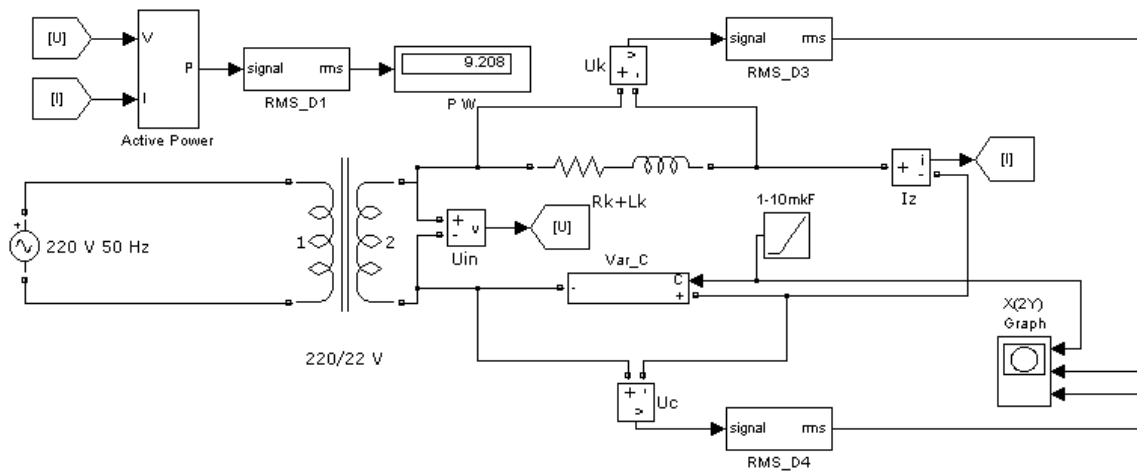 [U]
[I]
V
I
P
Active Power
signal rms
RMS_D1
9.208
P W
Uk
+ -
v
signal rms
RMS_D3
220 V 50 Hz
+
1
2
220/22 V
+
-
v
Uin
[U]
Rk+Lk
+ i
-
Iz
[I]
1-10mkF
Var_C
C
-
+
X(2Y)
Graph
+ -
v
Uc
signal rms
RMS_D4